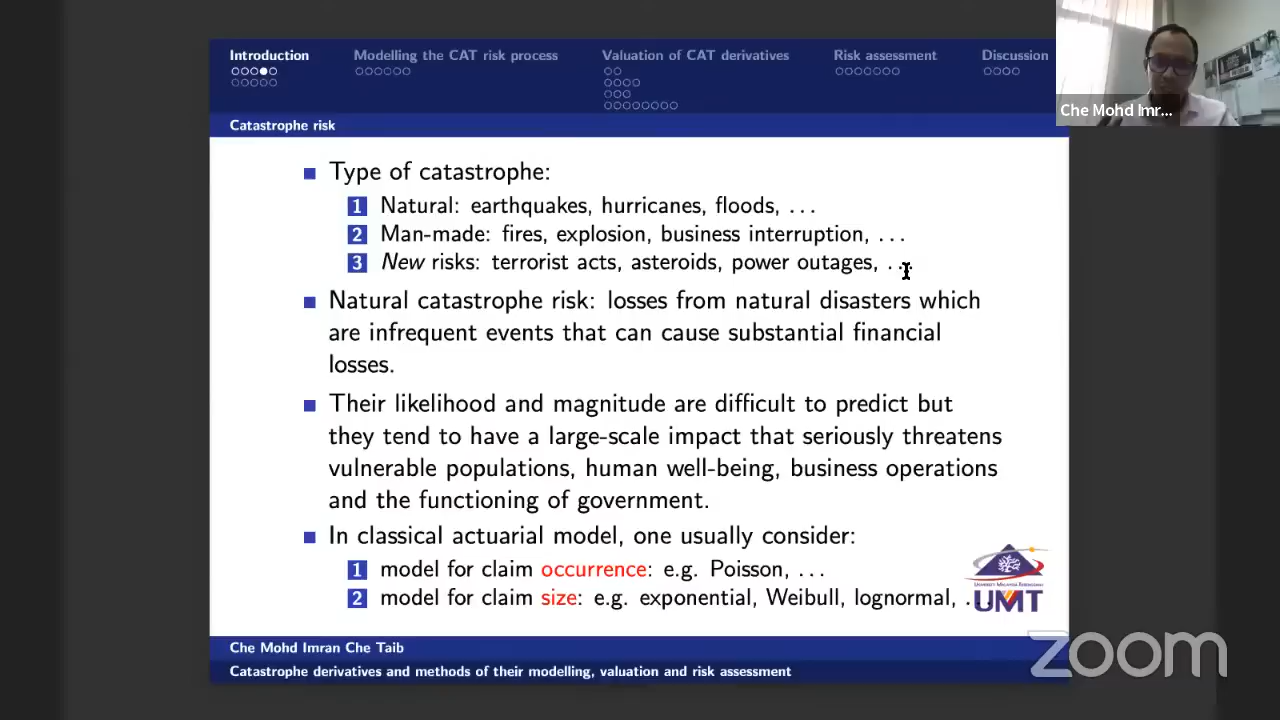 Introduction
Modelling the CAT risk process
Valuation of CAT derivatives
Risk assessment
Discussion
Catastrophe risk
Che Mohd Imr...
Type of catastrophe:
1 Natural: earthquakes, hurricanes, floods, ...
2 Man-made: fires, explosion, business interruption, ...
3 New risks: terrorist acts, asteroids, power outages, ...
Natural catastrophe risk: losses from natural disasters which
are infrequent events that can cause substantial financial
losses.
Their likelihood and magnitude are difficult to predict but
they tend to have a large-scale impact that seriously threatens
vulnerable populations, human well-being, business operations
and the functioning of government.
In classical actuarial model, one usually consider:
1 model for claim occurrence: e.g. Poisson, ...
2 model for claim size: e.g. exponential, Weibull, lognormal, ...
UMT
Che Mohd Imran Che Taib
Catastrophe derivatives and methods of their modelling, valuation and risk assessment
zoom